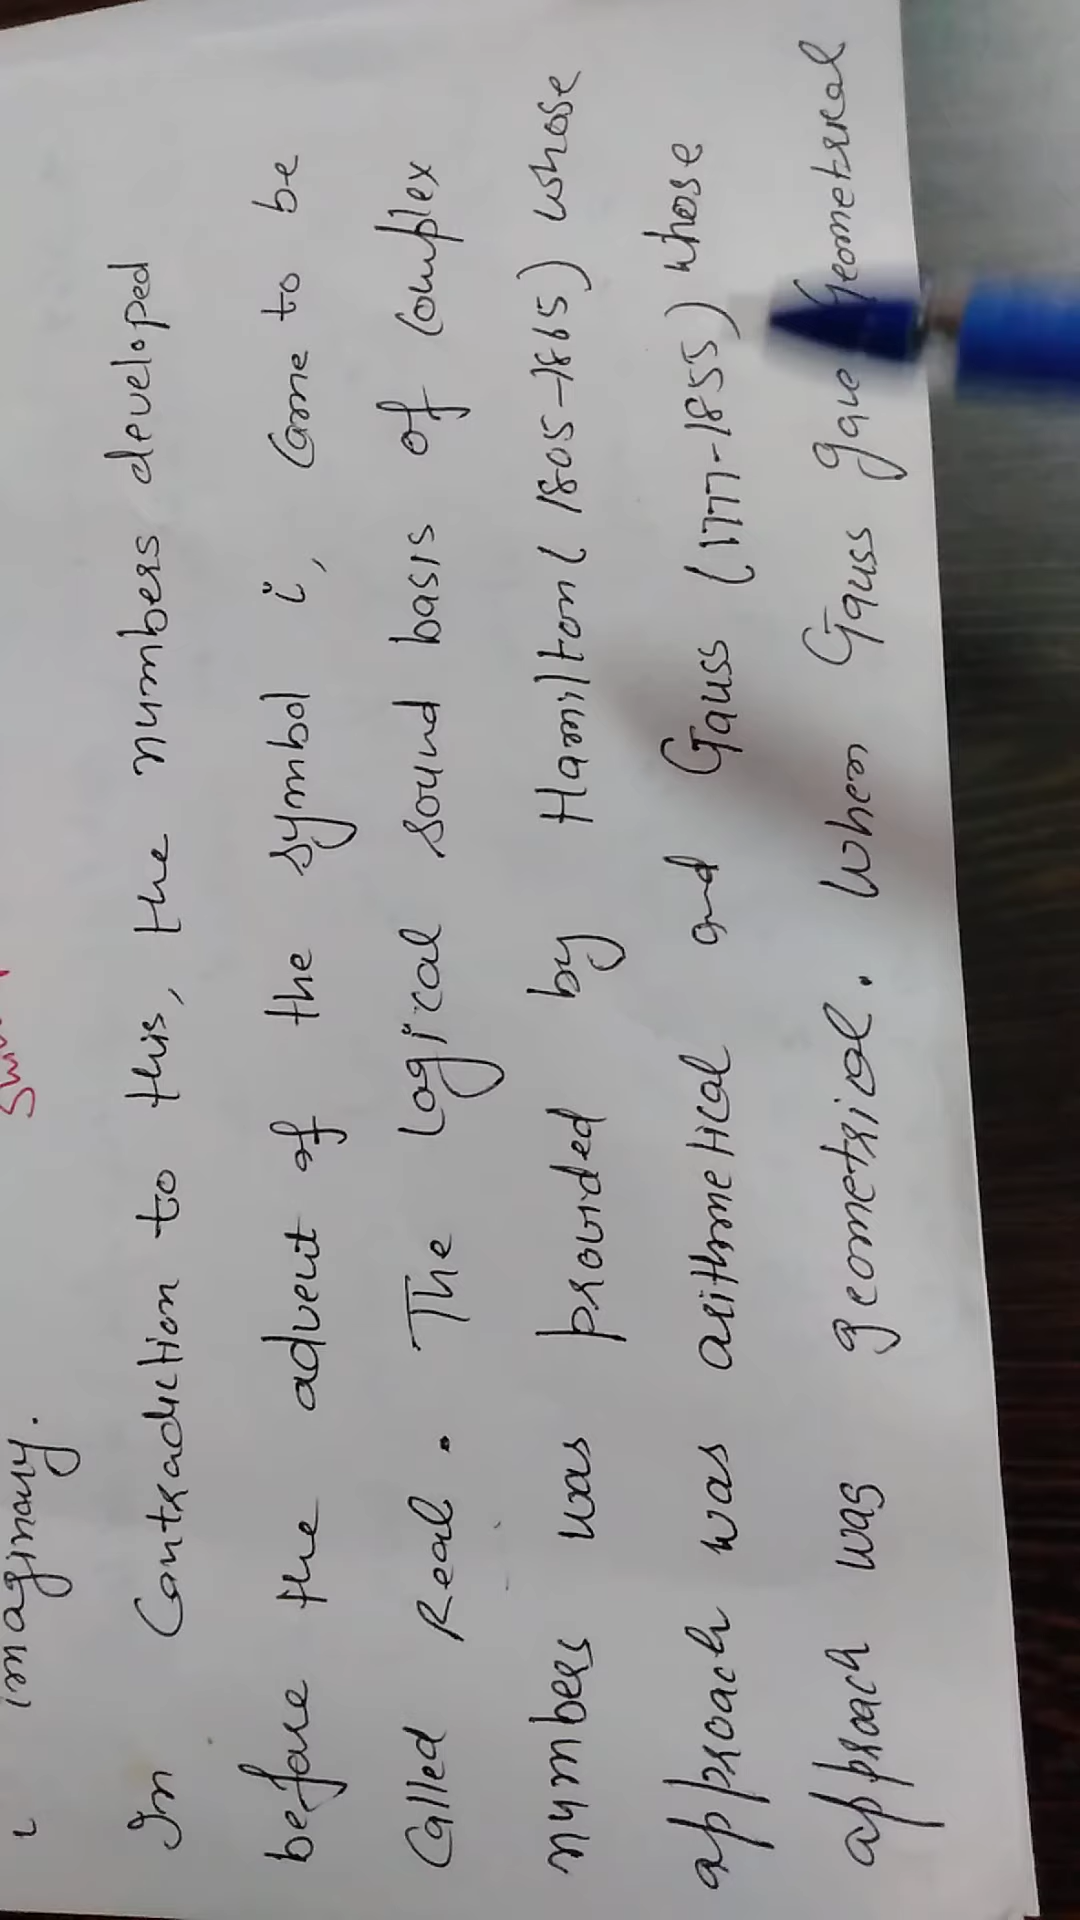 imaginary.
In Contradiction to this, the numbers developed
before the advent of the symbol i, came to be
Called Real. The Logical sound basis of Complex
numbers was provided by Hamilton (1805-1865) whose
approach was arithmetical and Gauss (1777-1855) whose
approach was geometrical. When Gauss gave Geometrical